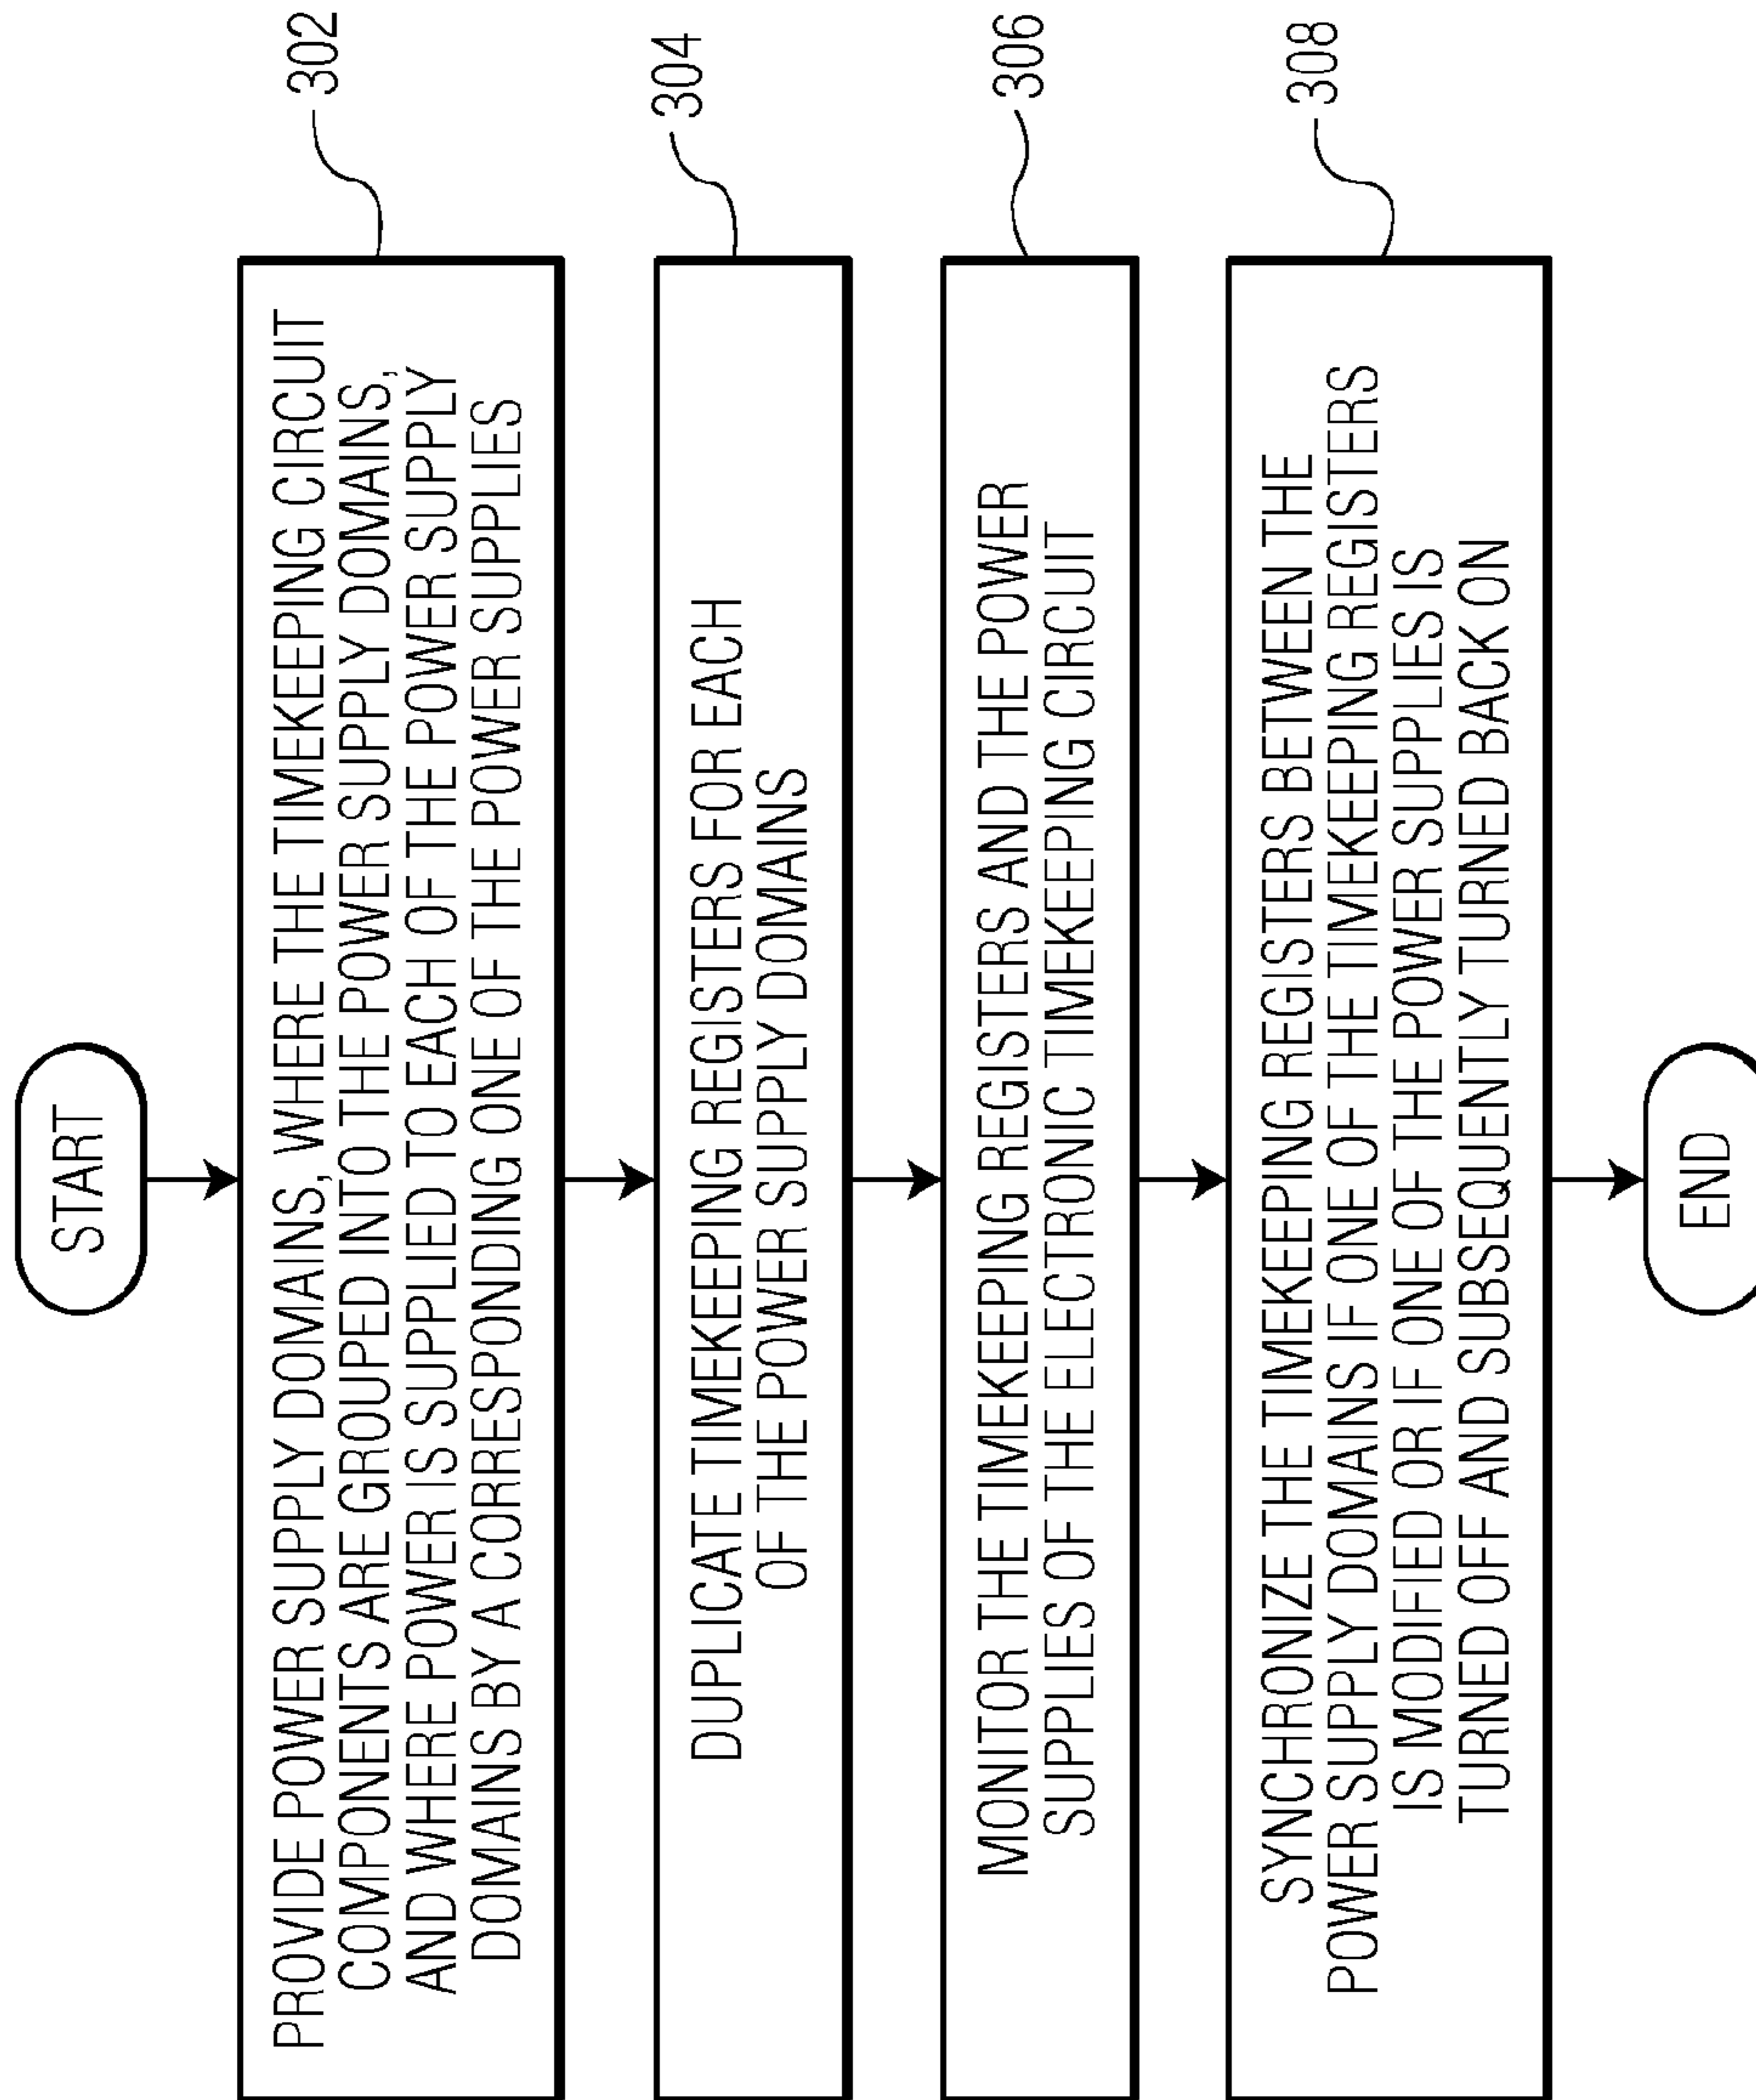 START
PROVIDE POWER SUPPLY DOMAINS, WHERE THE TIMEKEEPING CIRCUIT
COMPONENTS ARE GROUPED INTO THE POWER SUPPLY DOMAINS,
AND WHERE POWER IS SUPPLIED TO EACH OF THE POWER SUPPLY
DOMAINS BY A CORRESPONDING ONE OF THE POWER SUPPLIES
302
DUPLICATE TIMEKEEPING REGISTERS FOR EACH
OF THE POWER SUPPLY DOMAINS
304
MONITOR THE TIMEKEEPING REGISTERS AND THE POWER
SUPPLIES OF THE ELECTRONIC TIMEKEEPING CIRCUIT
306
SYNCHRONIZE THE TIMEKEEPING REGISTERS BETWEEN THE
POWER SUPPLY DOMAINS IF ONE OF THE TIMEKEEPING REGISTERS
IS MODIFIED OR IF ONE OF THE POWER SUPPLIES IS
TURNED OFF AND SUBSEQUENTLY TURNED BACK ON
308
END